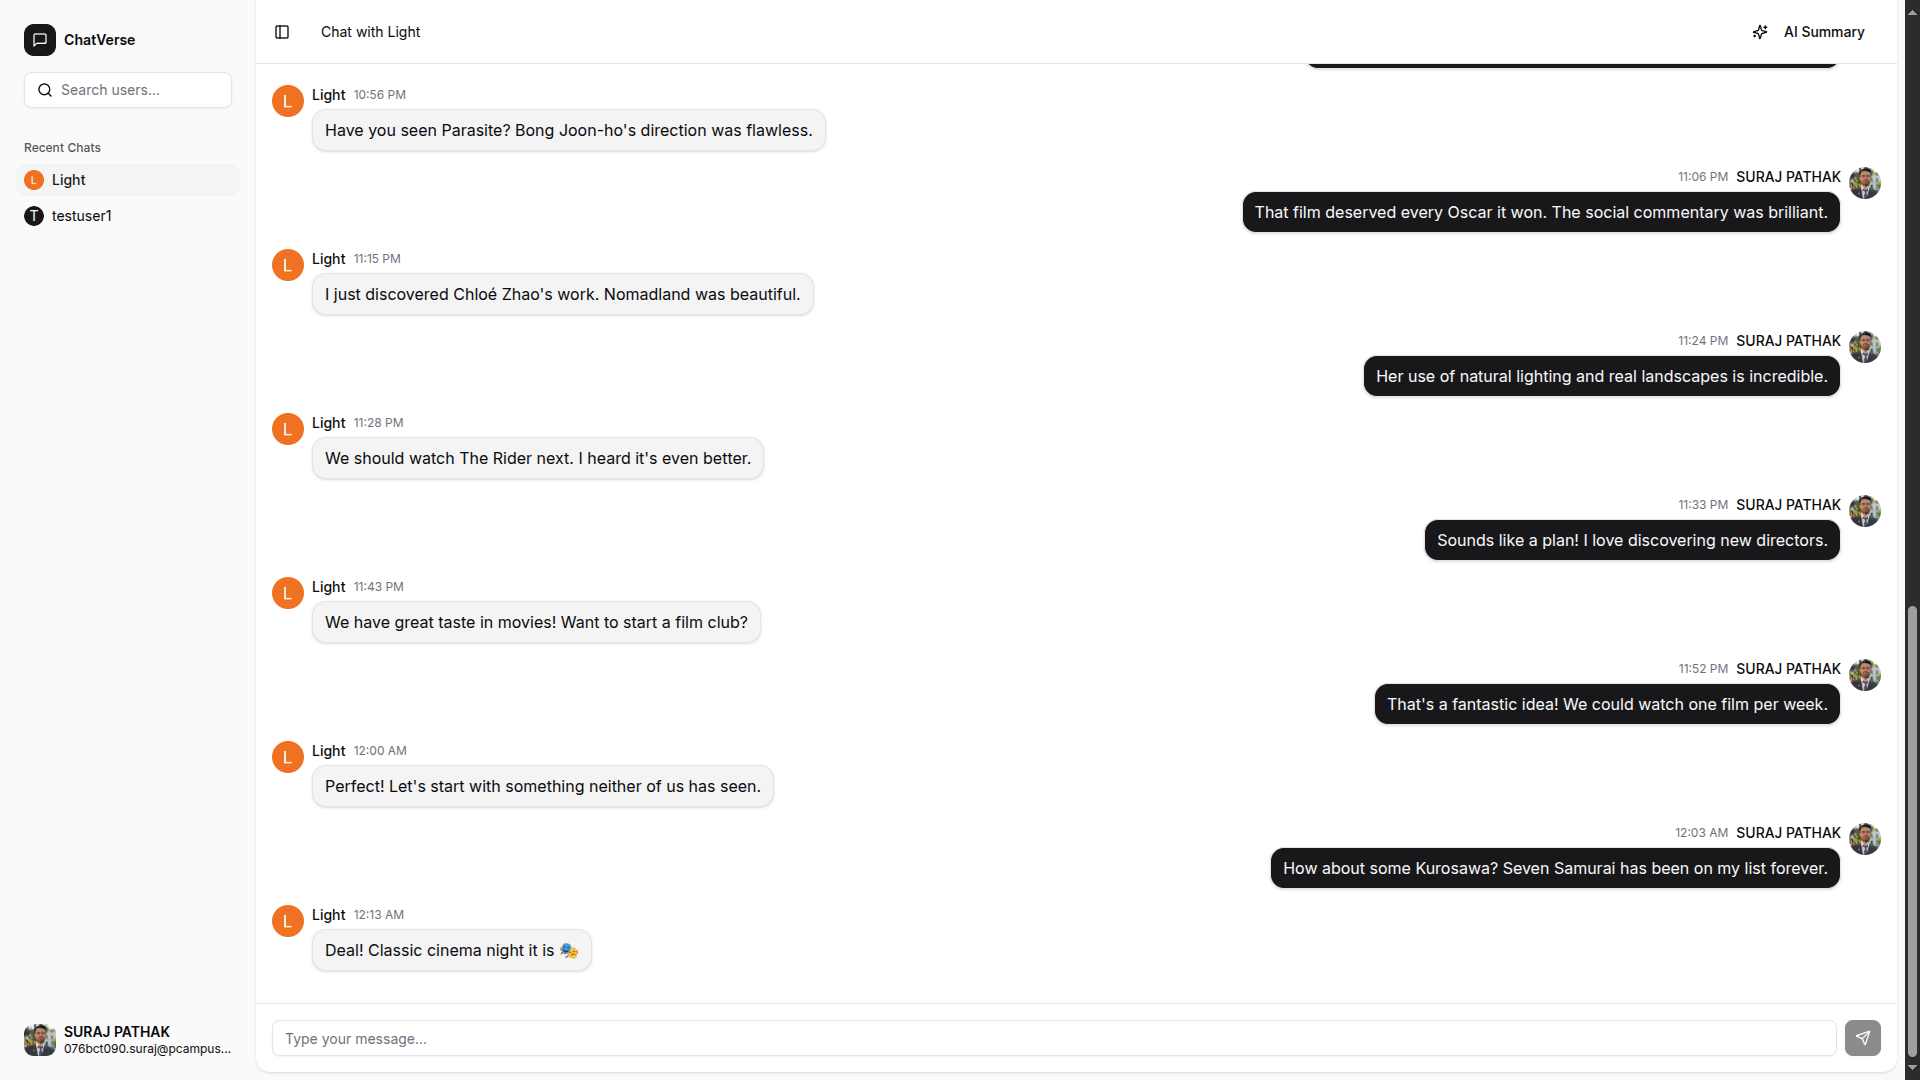 ChatVerse
Search users...
Recent Chats
L Light
T testuser1
SURAJ PATHAK
076bct090.suraj@pcampus...
Chat with Light
AI Summary
L Light 10:56 PM
Have you seen Parasite? Bong Joon-ho's direction was flawless.
11:06 PM SURAJ PATHAK
That film deserved every Oscar it won. The social commentary was brilliant.
L Light 11:15 PM
I just discovered Chloé Zhao's work. Nomadland was beautiful.
11:24 PM SURAJ PATHAK
Her use of natural lighting and real landscapes is incredible.
L Light 11:28 PM
We should watch The Rider next. I heard it's even better.
11:33 PM SURAJ PATHAK
Sounds like a plan! I love discovering new directors.
L Light 11:43 PM
We have great taste in movies! Want to start a film club?
11:52 PM SURAJ PATHAK
That's a fantastic idea! We could watch one film per week.
L Light 12:00 AM
Perfect! Let's start with something neither of us has seen.
12:03 AM SURAJ PATHAK
How about some Kurosawa? Seven Samurai has been on my list forever.
L Light 12:13 AM
Deal! Classic cinema night it is 🎭
Type your message...